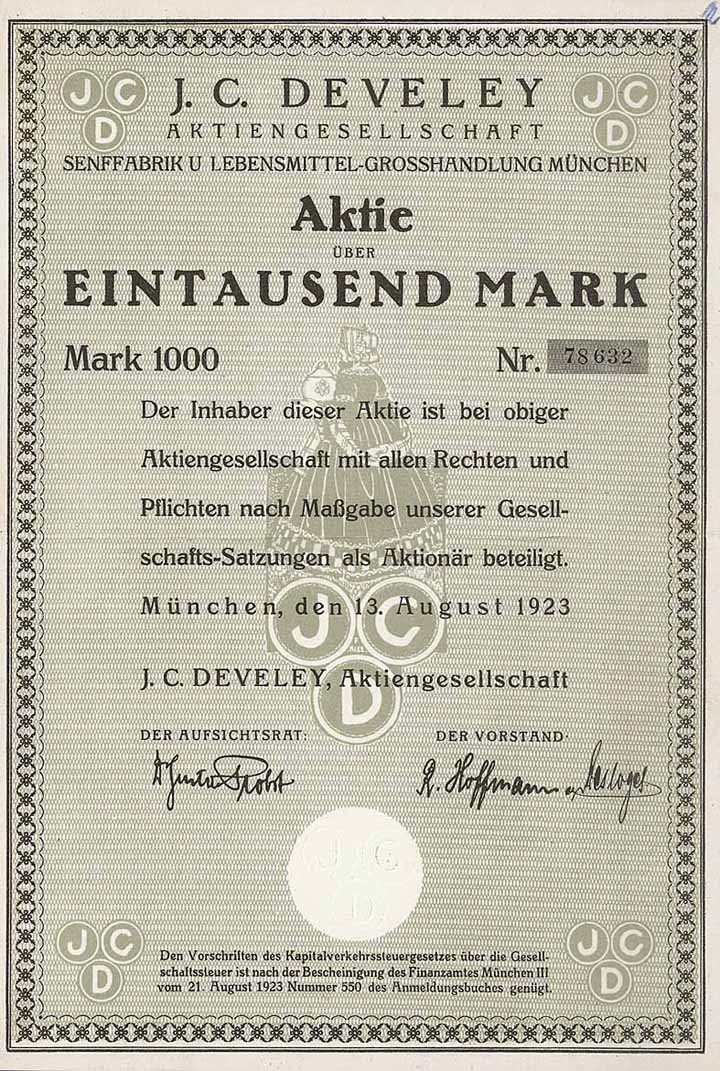 J. C. DEVELEY
AKTIENGESELLSCHAFT
SENFFABRIK U LEBENSMITTEL-GROSSHANDLUNG MÜNCHEN
Aktie
ÜBER
EINTAUSEND MARK
Mark 1000 Nr. 78632
Der Inhaber dieser Aktie ist bei obiger
Aktiengesellschaft mit allen Rechten und
Pflichten nach Maßgabe unserer Gesell-
schafts-Satzungen als Aktionär beteiligt.
München, den 13. August 1923
J. C. DEVELEY, Aktiengesellschaft
DER AUFSICHTSRAT: DER VORSTAND:
R. Hoffmann
J C D
J C D
J C D
J C D
J C D
J C D
Den Vorschriften des Kapitalverkehrssteuergesetzes über die Gesell-
schaftssteuer ist nach der Bescheinigung des Finanzamtes München III
vom 21. August 1923 Nummer 550 des Anmeldungsbuches genügt.